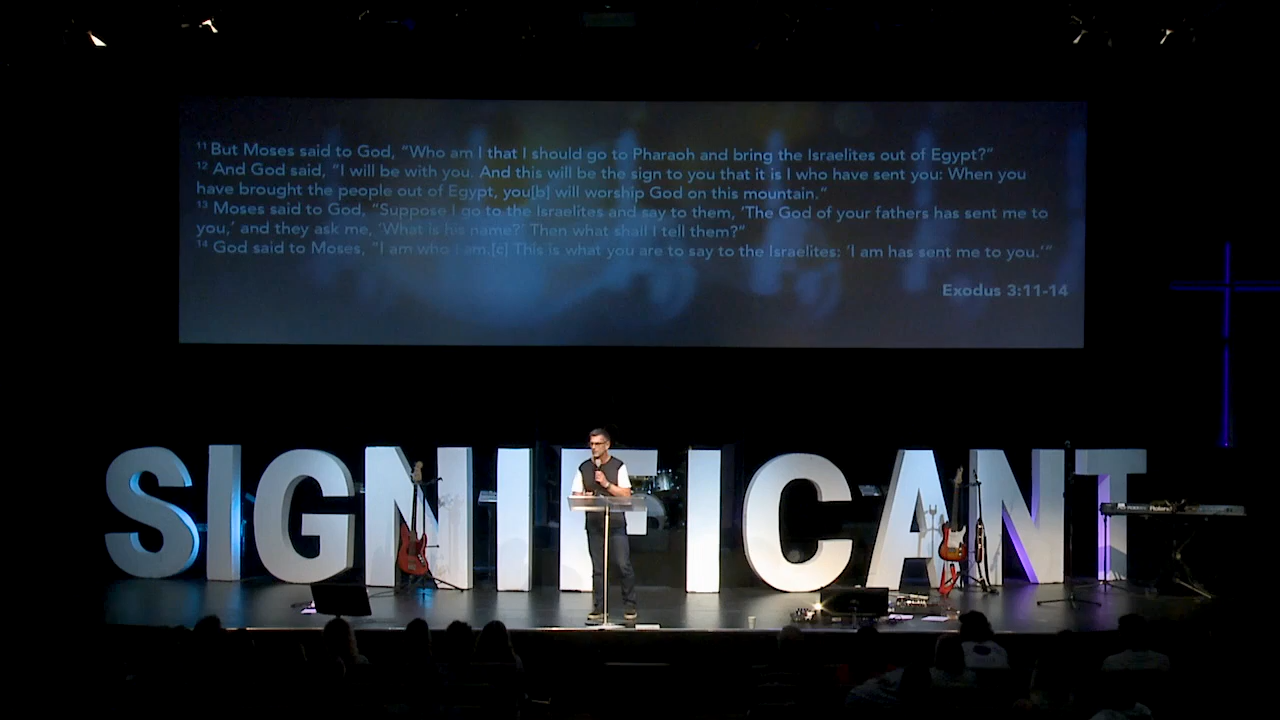 ¹¹ But Moses said to God, “Who am I that I should go to Pharaoh and bring the Israelites out of Egypt?”
¹² And God said, “I will be with you. And this will be the sign to you that it is I who have sent you: When you
have brought the people out of Egypt, you[b] will worship God on this mountain.”
¹³ Moses said to God, “Suppose I go to the Israelites and say to them, ‘The God of your fathers has sent me to
you,’ and they ask me, ‘What is his name?’ Then what shall I tell them?”
¹⁴ God said to Moses, “I am who I am.[c] This is what you are to say to the Israelites: ‘I am has sent me to you.’”
Exodus 3:11-14
SIGNIFICANT
Roland